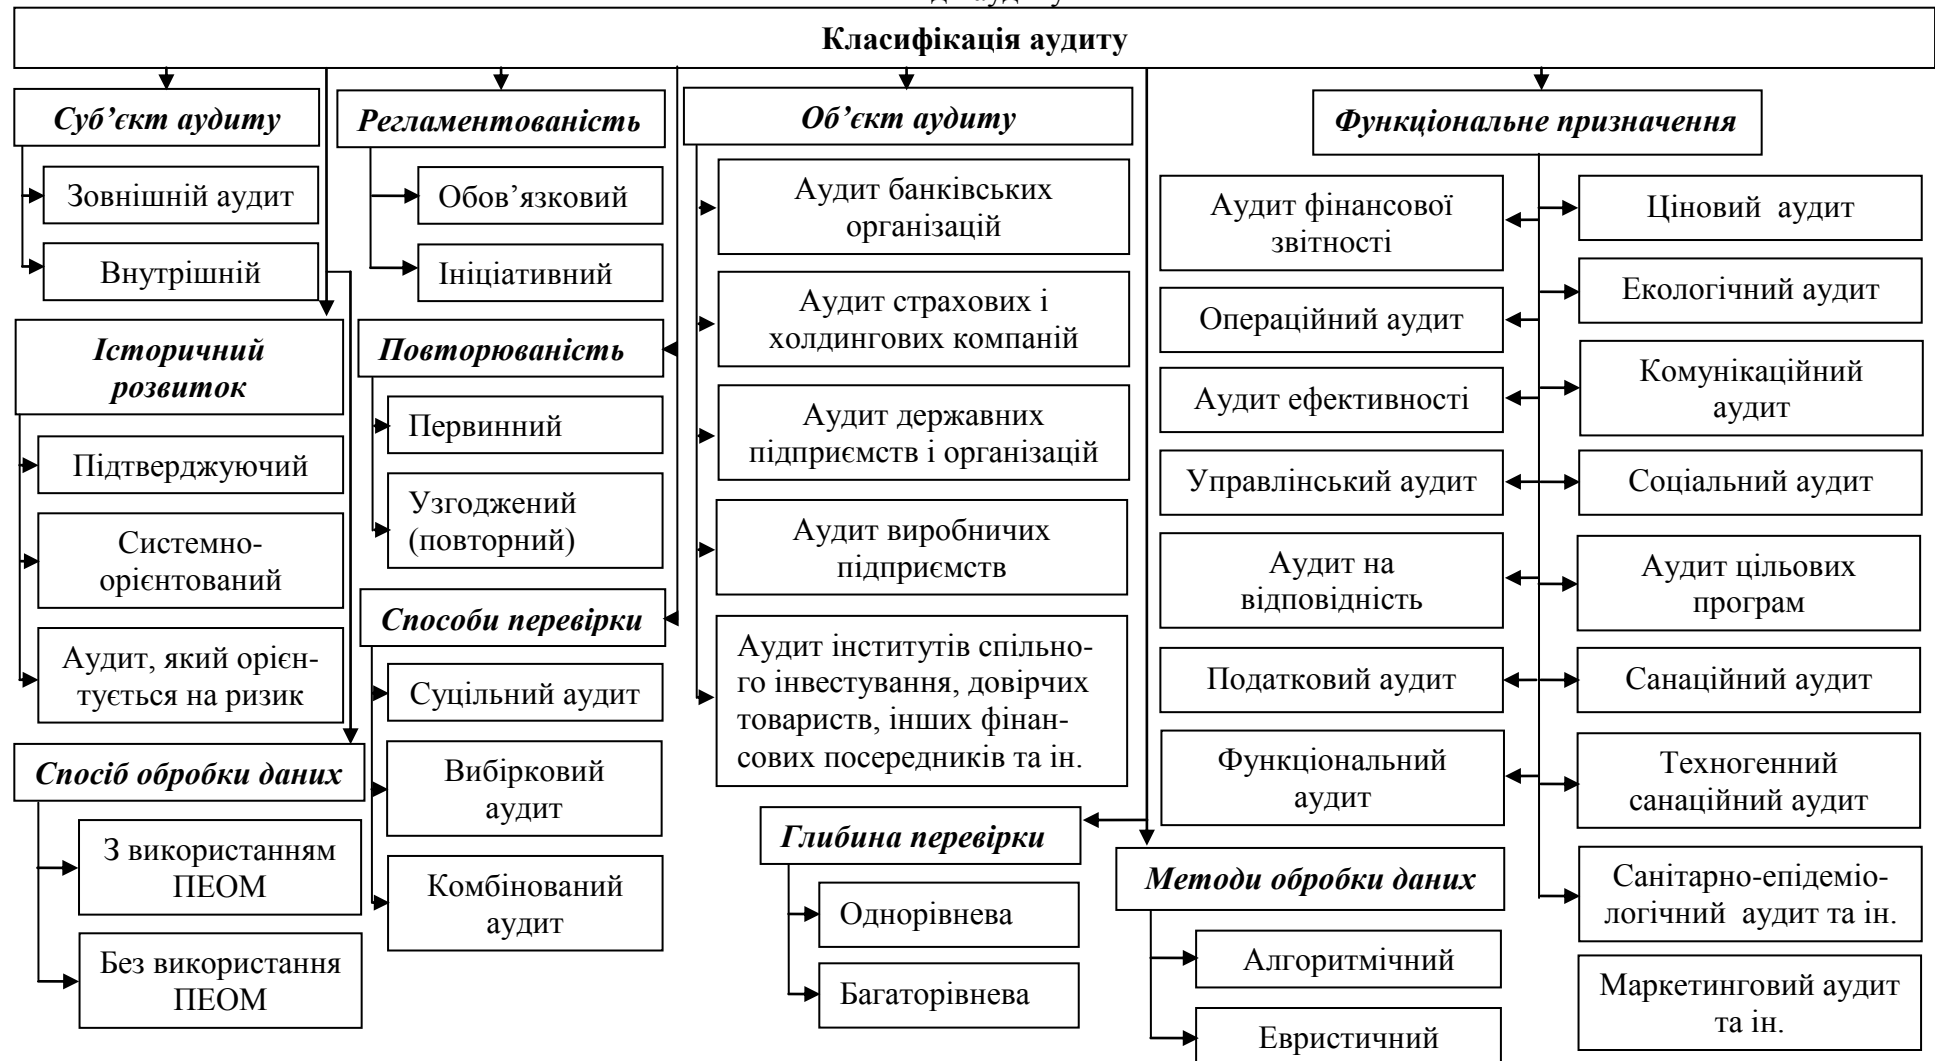 Класифікація аудиту
Суб’єкт аудиту
Зовнішній аудит
Внутрішній
Історичний
розвиток
Підтверджуючий
Системно-
орієнтований
Аудит, який орієн-
тується на ризик
Спосіб обробки даних
З використанням
ПЕОМ
Без використання
ПЕОМ
Регламентованість
Обов’язковий
Ініціативний
Повторюваність
Первинний
Узгоджений
(повторний)
Способи перевірки
Суцільний аудит
Вибірковий
аудит
Комбінований
аудит
Об’єкт аудиту
Аудит банківських
організацій
Аудит страхових і
холдингових компаній
Аудит державних
підприємств і організацій
Аудит виробничих
підприємств
Аудит інститутів спільно-
го інвестування, довірчих
товариств, інших фінан-
сових посередників та ін.
Глибина перевірки
Однорівнева
Багаторівнева
Методи обробки даних
Алгоритмічний
Евристичний
Функціональне призначення
Аудит фінансової
звітності
Операційний аудит
Аудит ефективності
Управлінський аудит
Аудит на
відповідність
Податковий аудит
Функціональний
аудит
Ціновий аудит
Екологічний аудит
Комунікаційний
аудит
Соціальний аудит
Аудит цільових
програм
Санаційний аудит
Техногенний
санаційний аудит
Санітарно-епідеміо-
логічний аудит та ін.
Маркетинговий аудит
та ін.